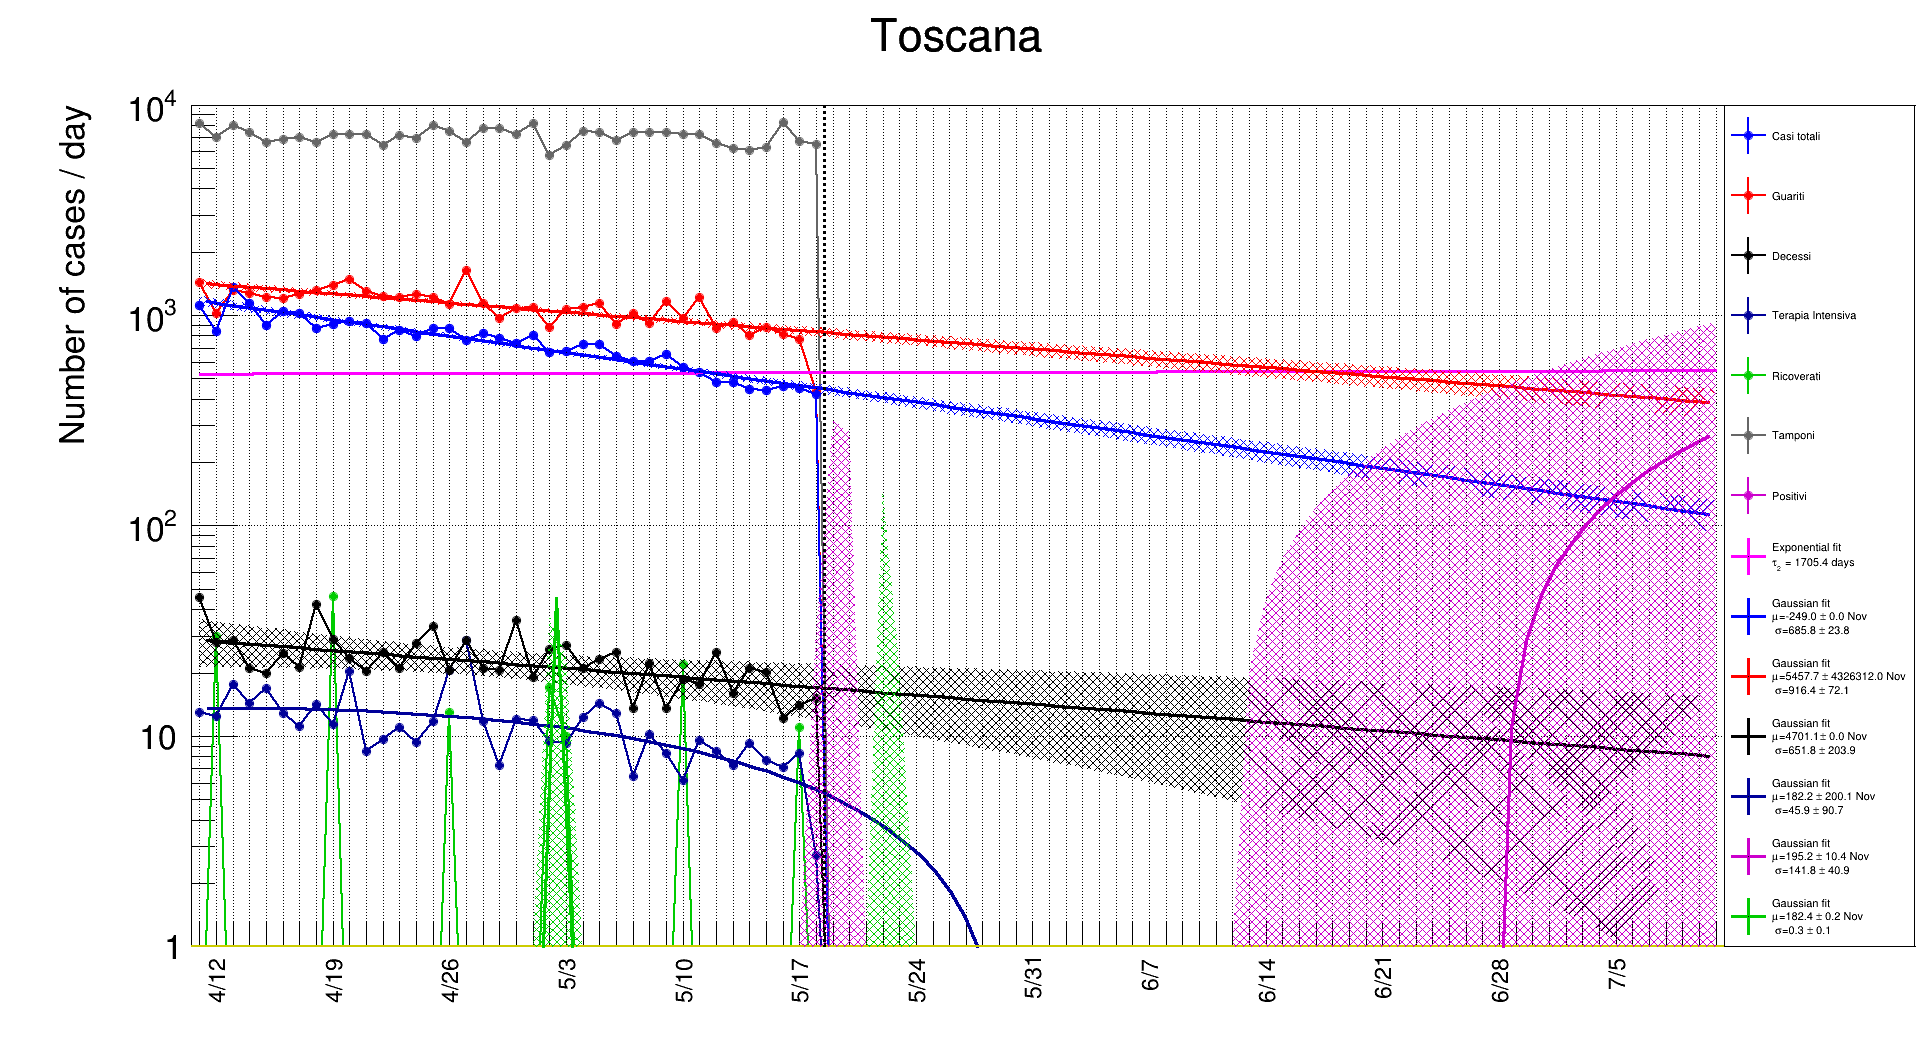 Toscana
Number of cases / day
10^4
10^3
10^2
10
1
4/12
4/19
4/26
5/3
5/10
5/17
5/24
5/31
6/7
6/14
6/21
6/28
7/5
Casi totali
Guariti
Decessi
Terapia Intensiva
Ricoverati
Tamponi
Positivi
Exponential fit
τ_2 = 1705.4 days
Gaussian fit
μ=-249.0 ± 0.0 Nov
σ=685.8 ± 23.8
Gaussian fit
μ=5457.7 ± 4326312.0 Nov
σ=916.4 ± 72.1
Gaussian fit
μ=4701.1 ± 0.0 Nov
σ=651.8 ± 203.9
Gaussian fit
μ=182.2 ± 200.1 Nov
σ=45.9 ± 90.7
Gaussian fit
μ=195.2 ± 10.4 Nov
σ=141.8 ± 40.9
Gaussian fit
μ=182.4 ± 0.2 Nov
σ=0.3 ± 0.1